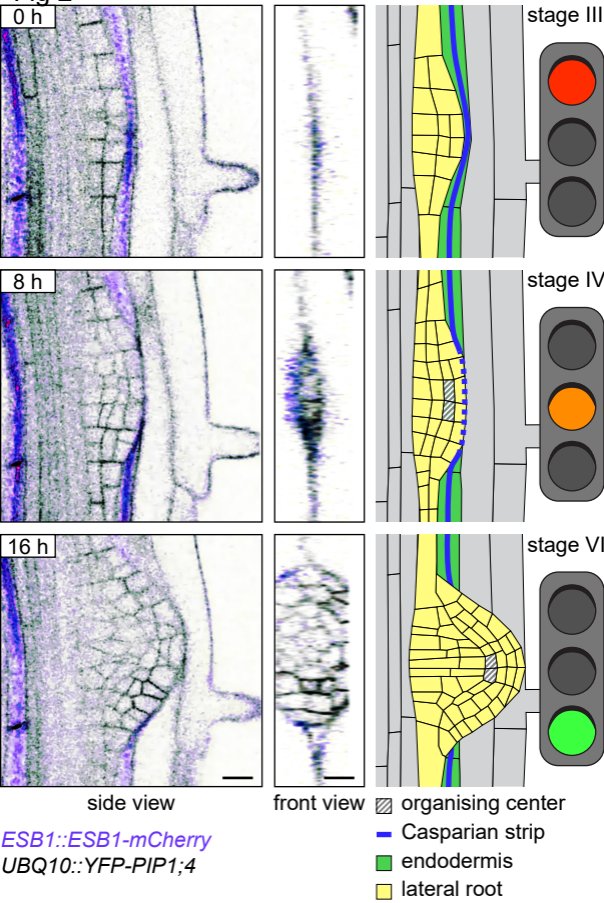 0 h
stage III
8 h
stage IV
16 h
stage VI
side view
front view
organising center
Casparian strip
endodermis
lateral root
ESB1::ESB1-mCherry
UBQ10::YFP-PIP1;4